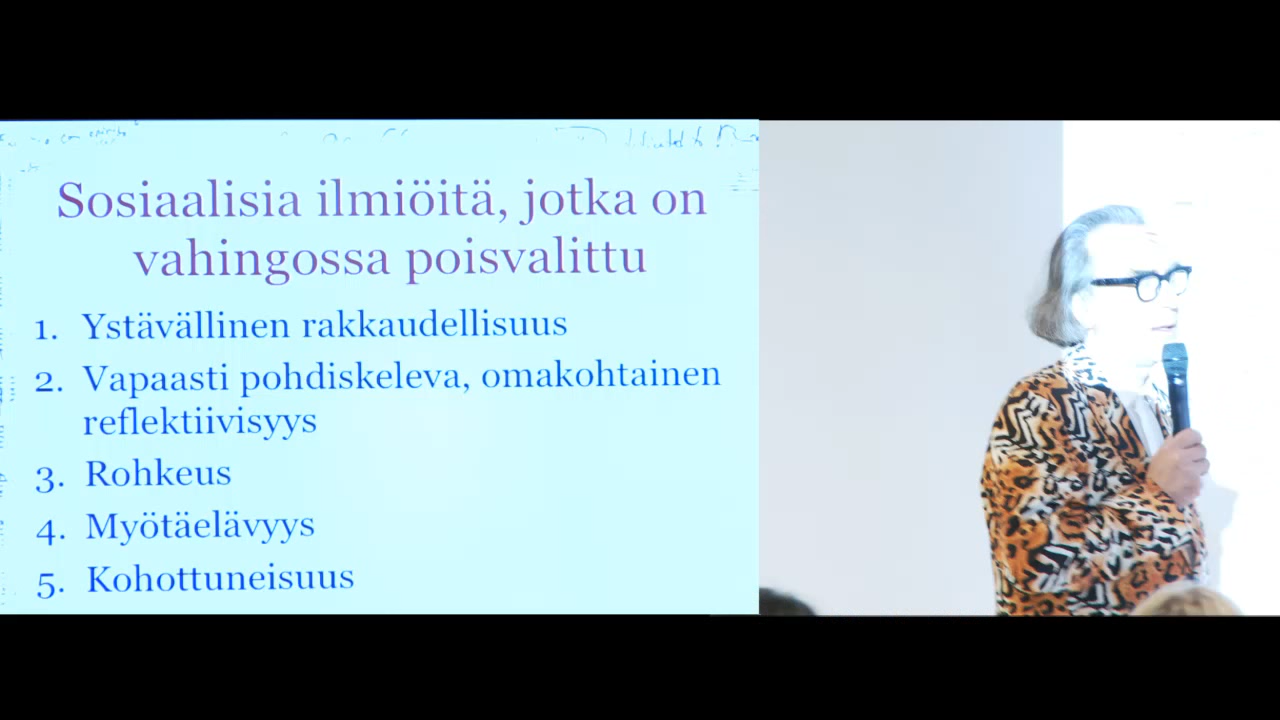 Sosiaalisia ilmiöitä, jotka on
vahingossa poisvalittu
1. Ystävällinen rakkaudellisuus
2. Vapaasti pohdiskeleva, omakohtainen
reflektiivisyys
3. Rohkeus
4. Myötäelävyys
5. Kohottuneisuus